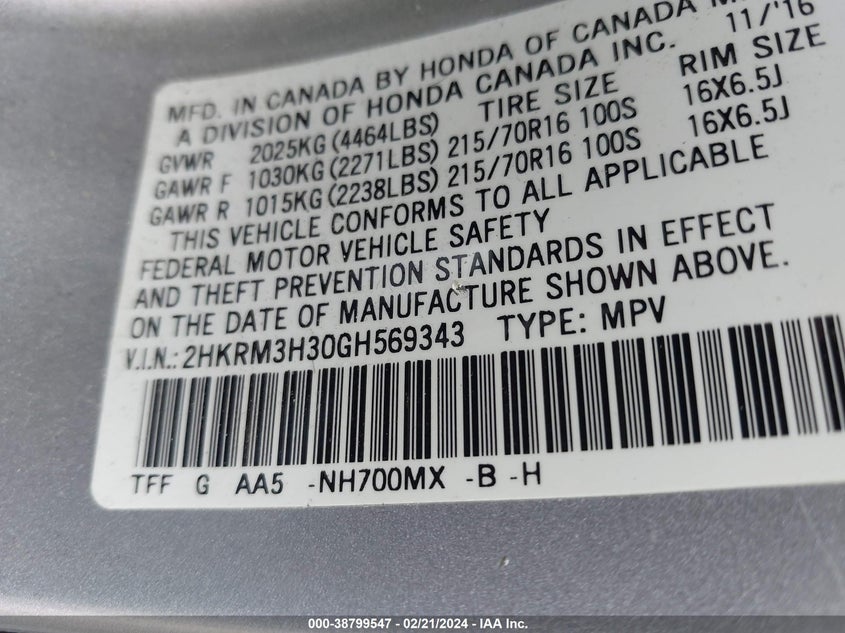 MFD. IN CANADA BY HONDA OF CANADA
A DIVISION OF HONDA CANADA INC. 11/'16
GVWR 2025KG (4464LBS) TIRE SIZE RIM SIZE
GAWR F 1030KG (2271LBS) 215/70R16 100S 16X6.5J
GAWR R 1015KG (2238LBS) 215/70R16 100S 16X6.5J
THIS VEHICLE CONFORMS TO ALL APPLICABLE
FEDERAL MOTOR VEHICLE SAFETY
AND THEFT PREVENTION STANDARDS IN EFFECT
ON THE DATE OF MANUFACTURE SHOWN ABOVE.
V.I.N.: 2HKRM3H30GH569343 TYPE: MPV
TFF G AA5 -NH700MX -B -H
000-38799547 - 02/21/2024 - IAA Inc.